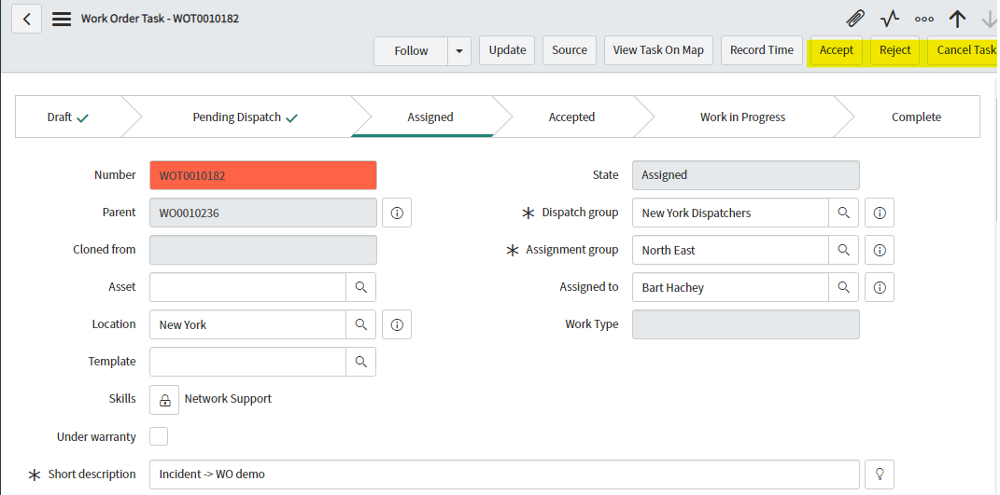 Work Order Task - WOT0010182
Follow Update Source View Task On Map Record Time Accept Reject Cancel Task
Draft Pending Dispatch Assigned Accepted Work in Progress Complete
Number WOT0010182 State Assigned
Parent WO0010236 Dispatch group New York Dispatchers
Cloned from Assignment group North East
Asset Assigned to Bart Hachey
Location New York Work Type
Template
Skills Network Support
Under warranty
Short description Incident -> WO demo